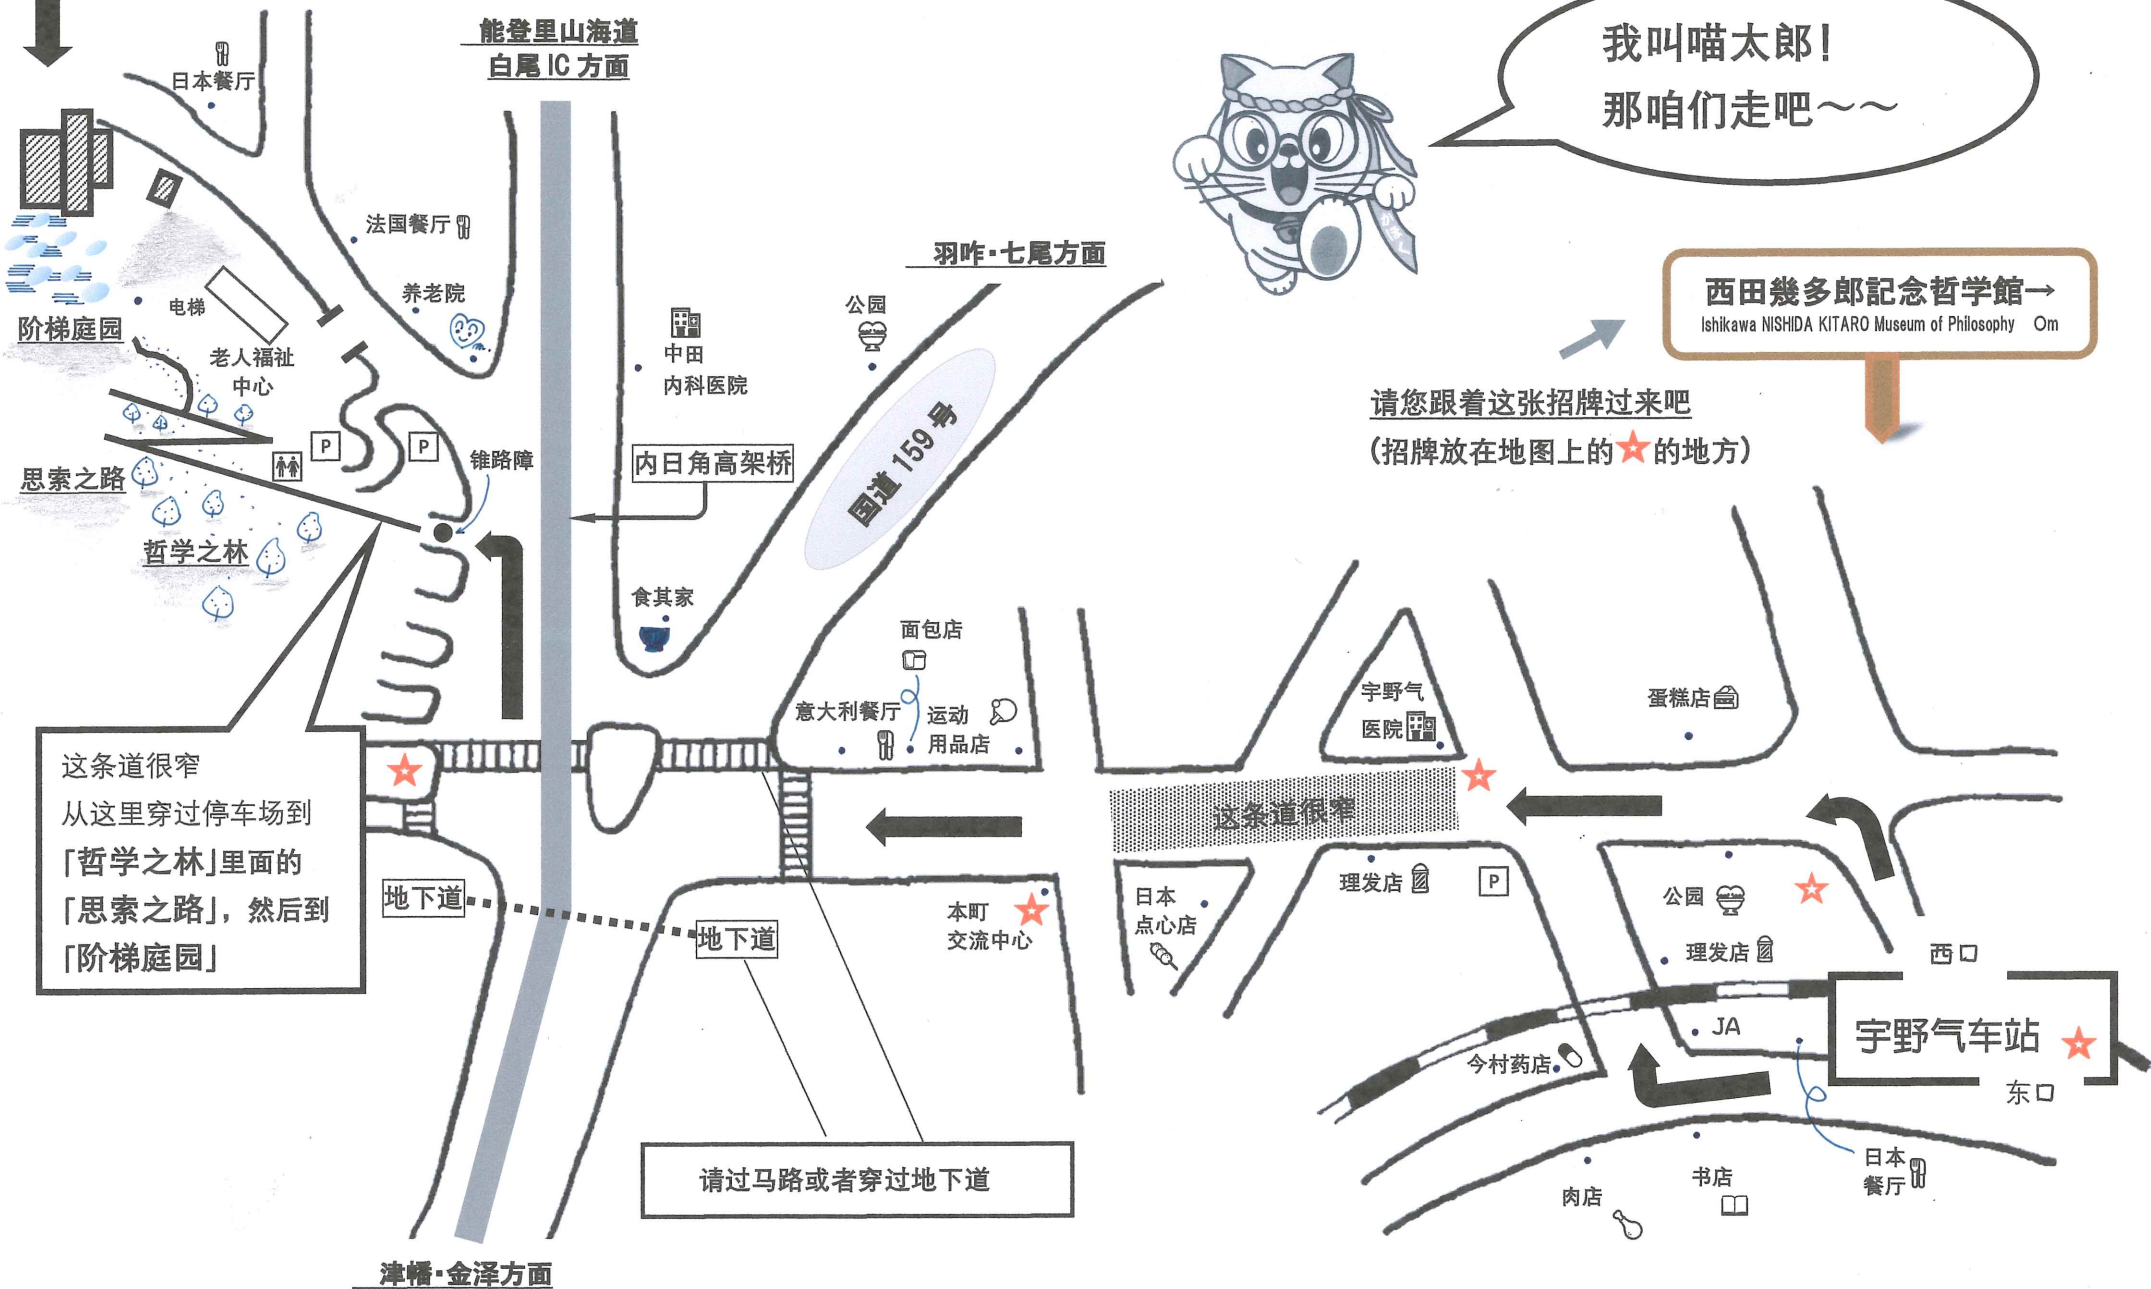 能登里山海道
白尾IC方面
我叫喵太郎!
那咱们走吧～～
日本餐厅
法国餐厅
养老院
羽咋·七尾方面
公园
中田
内科医院
西田幾多郎記念哲学館→
Ishikawa NISHIDA KITARO Museum of Philosophy 0m
请您跟着这张招牌过来吧
(招牌放在地图上的☆的地方)
电梯
阶梯庭园
老人福祉
中心
P
P
锥路障
内日角高架桥
国道159号
思索之路
哲学之林
食其家
面包店
意大利餐厅
运动
用品店
宇野气
医院
蛋糕店
这条道很窄
从这里穿过停车场到
「哲学之林」里面的
「思索之路」，然后到
「阶梯庭园」
这条道很窄
地下道
地下道
本町
交流中心
日本
点心店
理发店
P
公园
理发店
西口
JA
宇野气车站
东口
今村药店
请过马路或者穿过地下道
肉店
书店
日本
餐厅
津幡·金泽方面